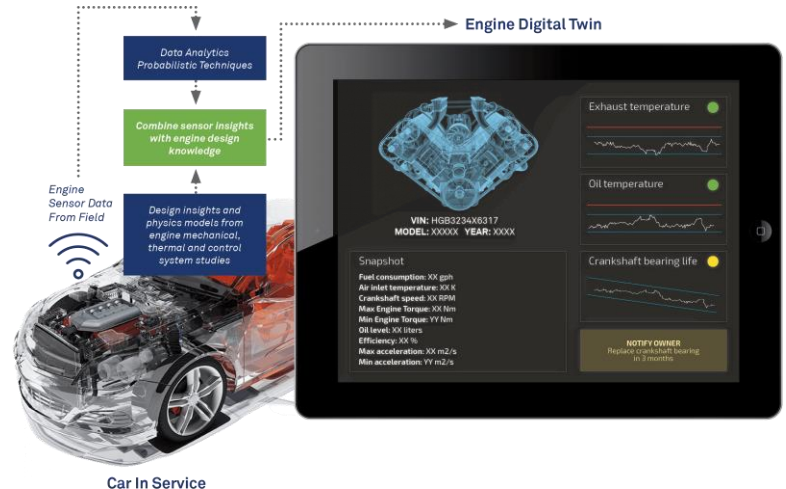 Engine Digital Twin
Data Analytics
Probabilistic Techniques
Combine sensor insights
with engine design
knowledge
Engine
Sensor Data
From Field
Design insights and
physics models from
engine mechanical,
thermal and control
system studies
Car In Service
VIN: HGB3234X6317
MODEL: XXXXX YEAR: XXXX
Snapshot
Fuel consumption: XX gph
Air inlet temperature: XX K
Crankshaft speed: XX RPM
Max Engine Torque: XX Nm
Min Engine Torque: YY Nm
Oil level: XX liters
Efficiency: XX %
Max acceleration: XX m2/s
Min acceleration: YY m2/s
Exhaust temperature
Oil temperature
Crankshaft bearing life
NOTIFY OWNER
Replace crankshaft bearing
in 3 months